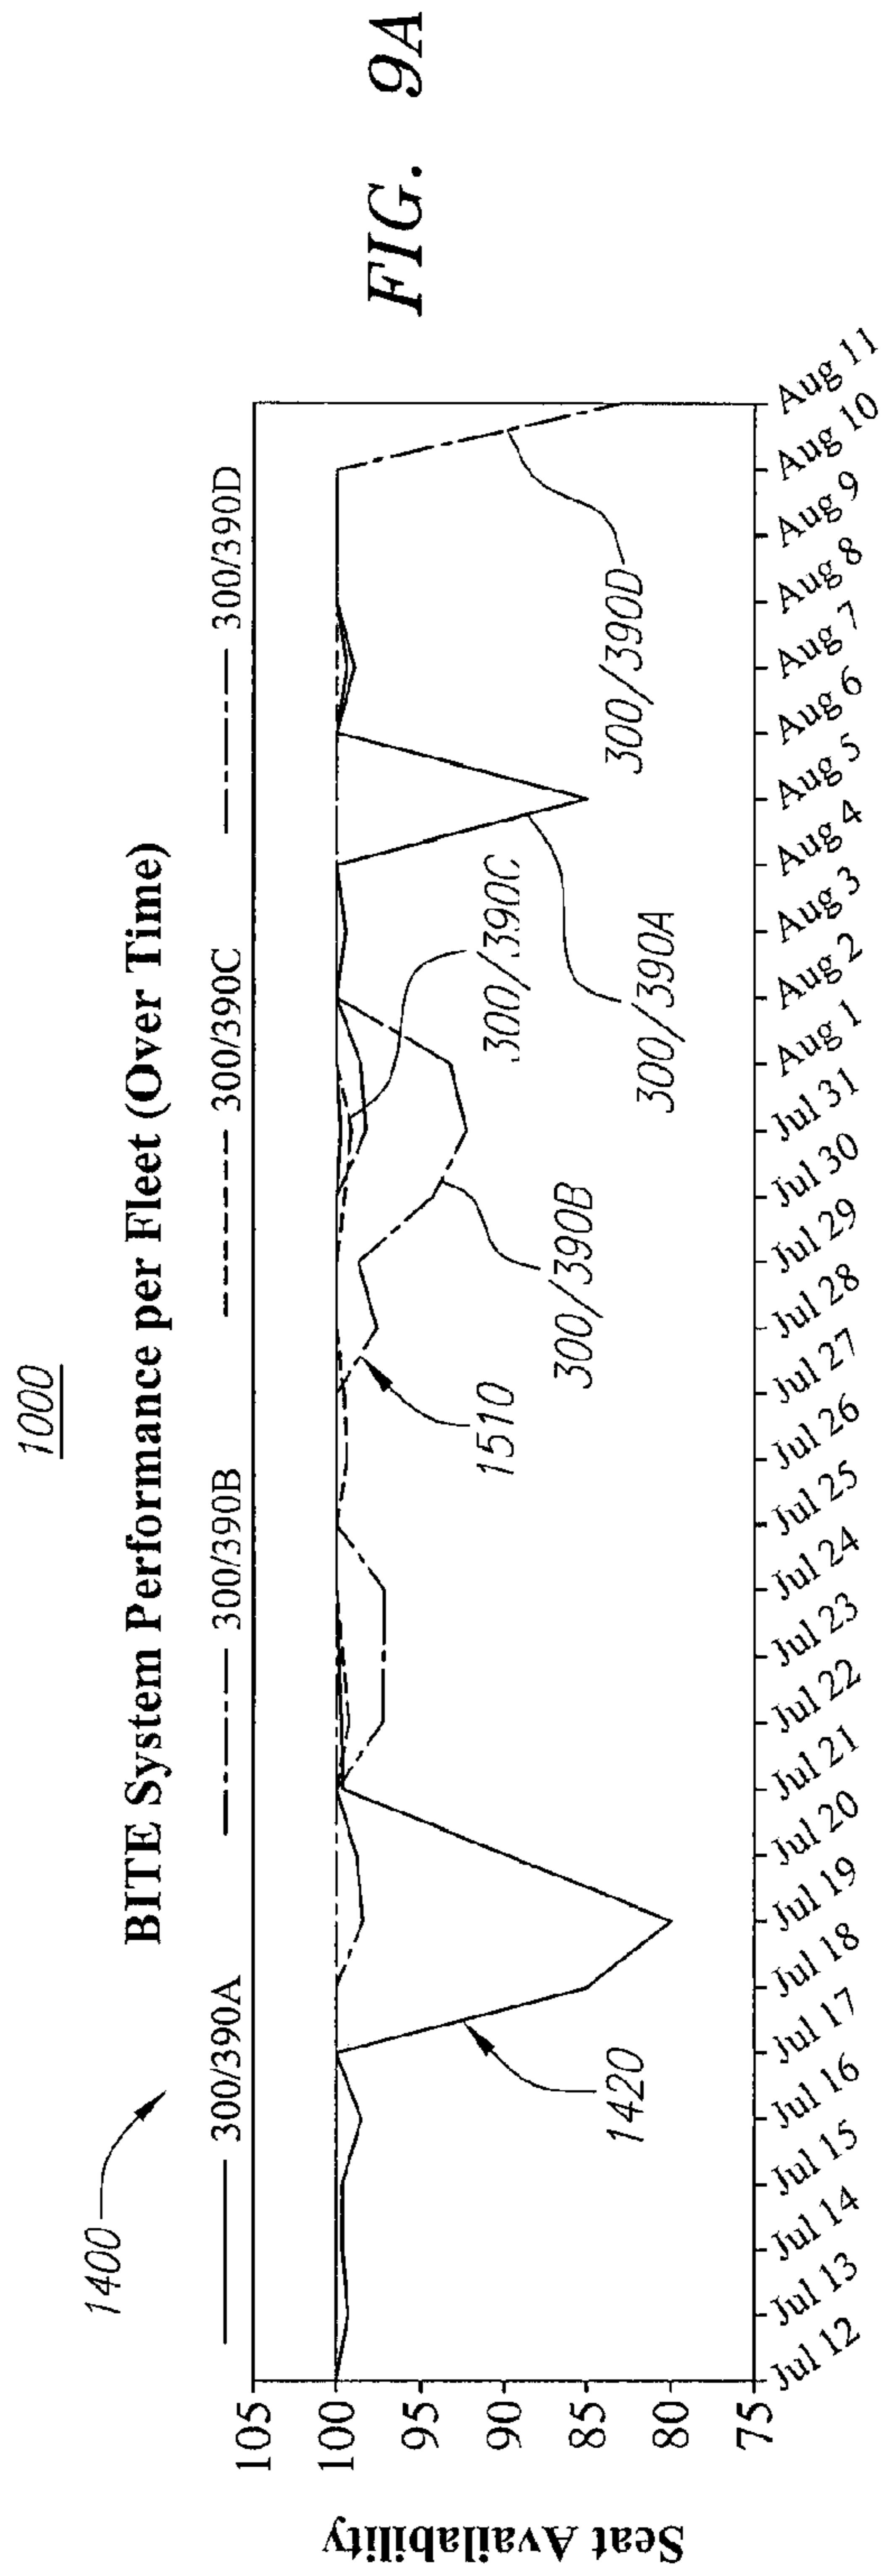 1000
BITE System Performance per Fleet (Over Time)
1400
300/390A
300/390B
300/390C
300/390D
Seat Availability
105
100
95
90
85
80
75
1420
1510
300/390B
300/390C
300/390A
300/390D
Jul 12
Jul 13
Jul 14
Jul 15
Jul 16
Jul 17
Jul 18
Jul 19
Jul 20
Jul 21
Jul 22
Jul 23
Jul 24
Jul 25
Jul 26
Jul 27
Jul 28
Jul 29
Jul 30
Jul 31
Aug 1
Aug 2
Aug 3
Aug 4
Aug 5
Aug 6
Aug 7
Aug 8
Aug 9
Aug 10
Aug 11
FIG. 9A